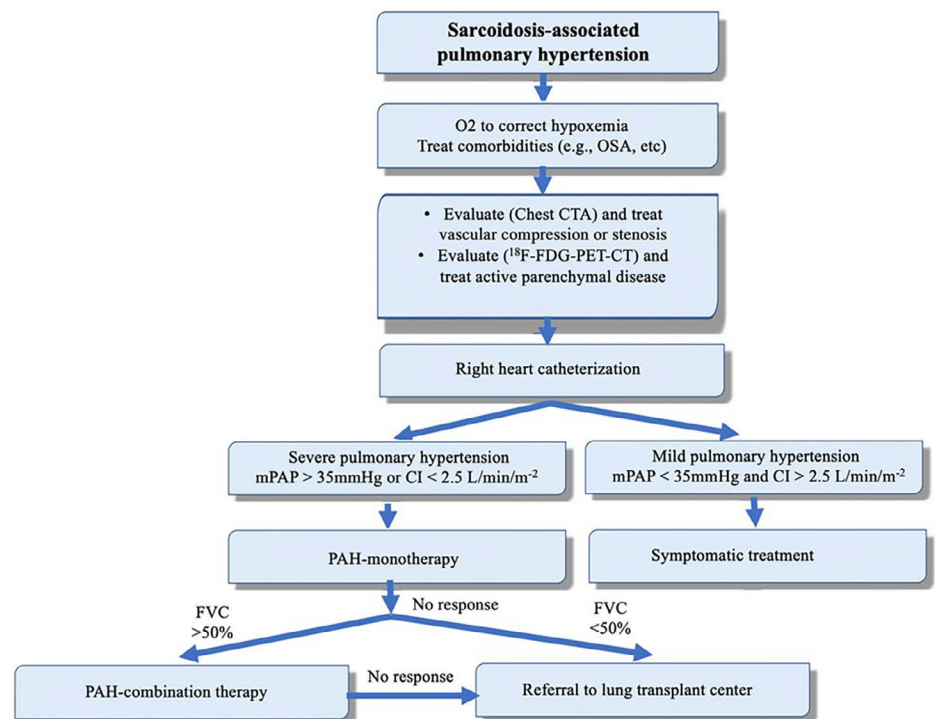 Sarcoidosis-associated
pulmonary hypertension
O2 to correct hypoxemia
Treat comorbidities (e.g., OSA, etc)
• Evaluate (Chest CTA) and treat
vascular compression or stenosis
• Evaluate (¹⁸F-FDG-PET-CT) and
treat active parenchymal disease
Right heart catheterization
Severe pulmonary hypertension
mPAP > 35mmHg or CI < 2.5 L/min/m⁻²
Mild pulmonary hypertension
mPAP < 35mmHg and CI > 2.5 L/min/m⁻²
PAH-monotherapy
Symptomatic treatment
No response
FVC
>50%
FVC
<50%
PAH-combination therapy
No response
Referral to lung transplant center